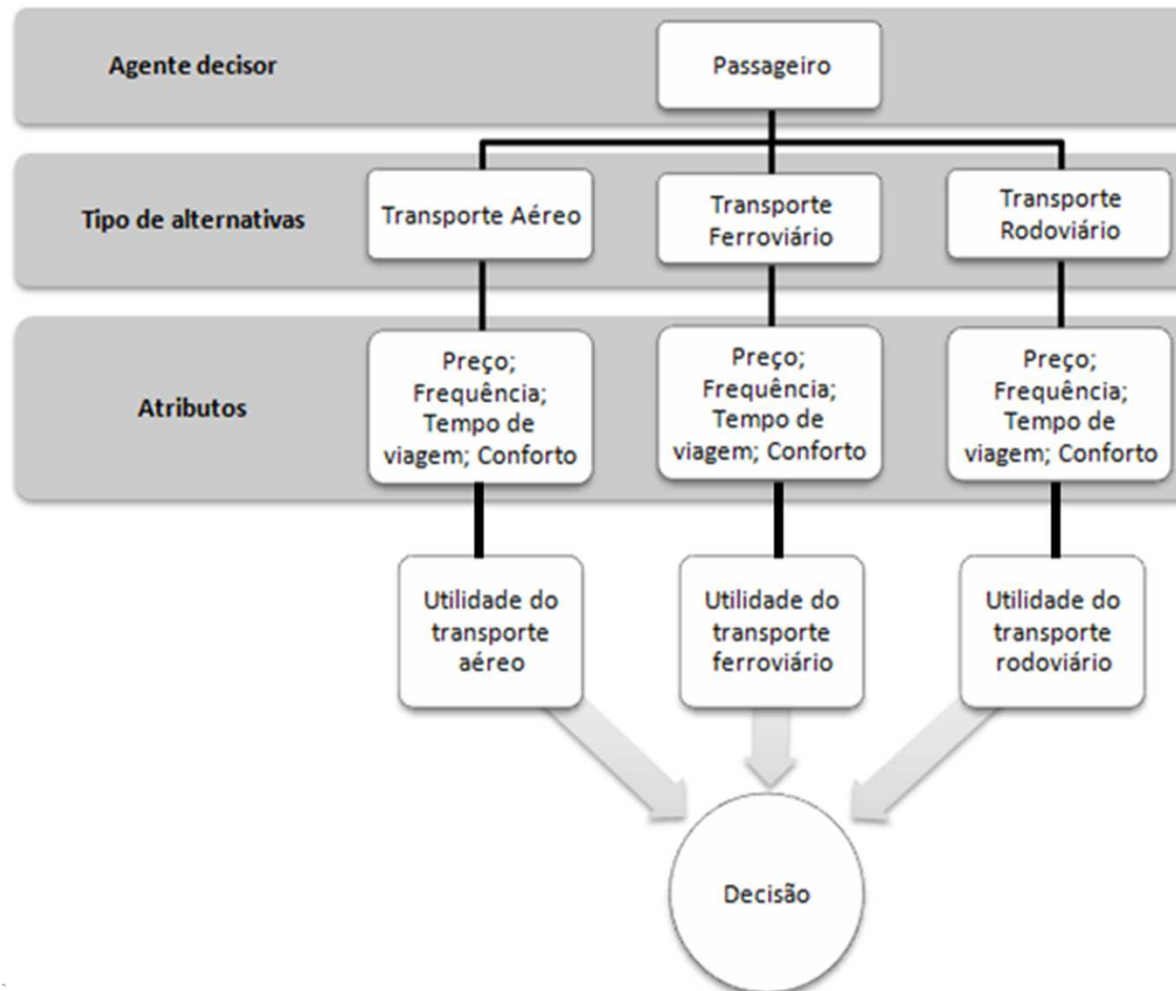 Agente decisor
Passageiro
Tipo de alternativas
Transporte Aéreo
Transporte
Ferroviário
Transporte
Rodoviário
Atributos
Preço;
Frequência;
Tempo de
viagem; Conforto
Preço;
Frequência;
Tempo de
viagem; Conforto
Preço;
Frequência;
Tempo de
viagem; Conforto
Utilidade do
transporte
aéreo
Utilidade do
transporte
ferroviário
Utilidade do
transporte
rodoviário
Decisão